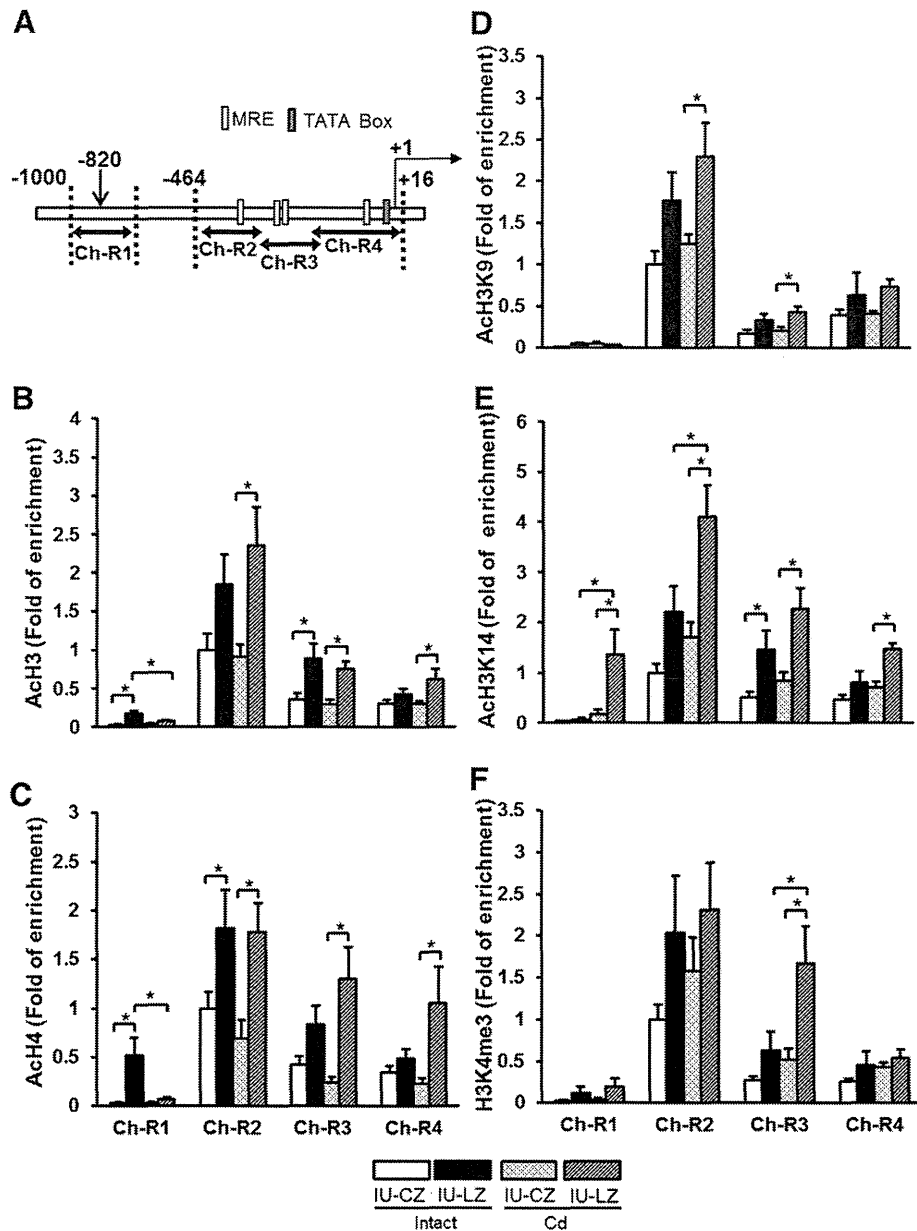 A
MRE TATA Box
-1000 -820 -464 +1 +16
Ch-R1 Ch-R2 Ch-R3 Ch-R4
B
AcH3 (Fold of enrichment)
4
3.5
3
2.5
2
1.5
1
0.5
0
* * * * * *
C
AcH4 (Fold of enrichment)
3
2.5
2
1.5
1
0.5
0
* * * * * *
Ch-R1 Ch-R2 Ch-R3 Ch-R4
D
AcH3K9 (Fold of enrichment)
3.5
3
2.5
2
1.5
1
0.5
0
* *
E
AcH3K14 (Fold of enrichment)
6
5
4
3
2
1
0
* * * * * * *
F
H3K4me3 (Fold of enrichment)
3.5
3
2.5
2
1.5
1
0.5
0
* *
Ch-R1 Ch-R2 Ch-R3 Ch-R4
IU-CZ IU-LZ IU-CZ IU-LZ
Intact Cd